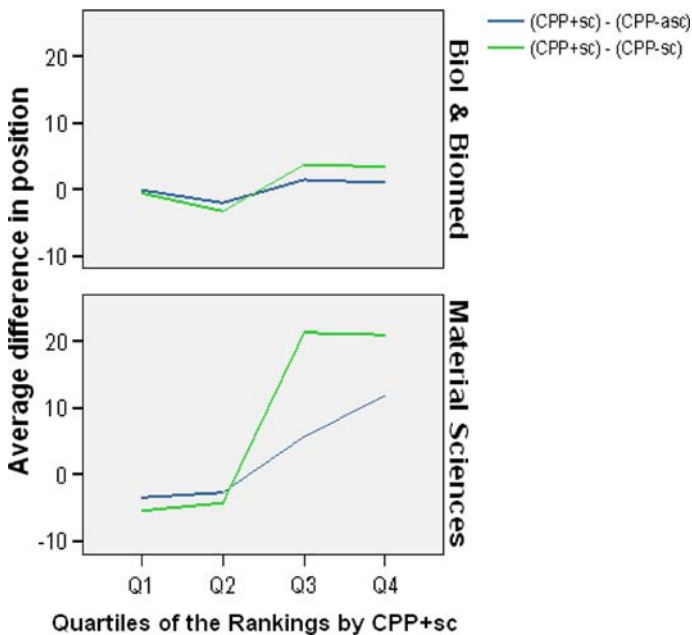 (CPP+sc) - (CPP-asc)
(CPP+sc) - (CPP-sc)
Average difference in position
20
10
0
-10
Biol & Biomed
20
10
0
-10
Material Sciences
Q1 Q2 Q3 Q4
Quartiles of the Rankings by CPP+sc